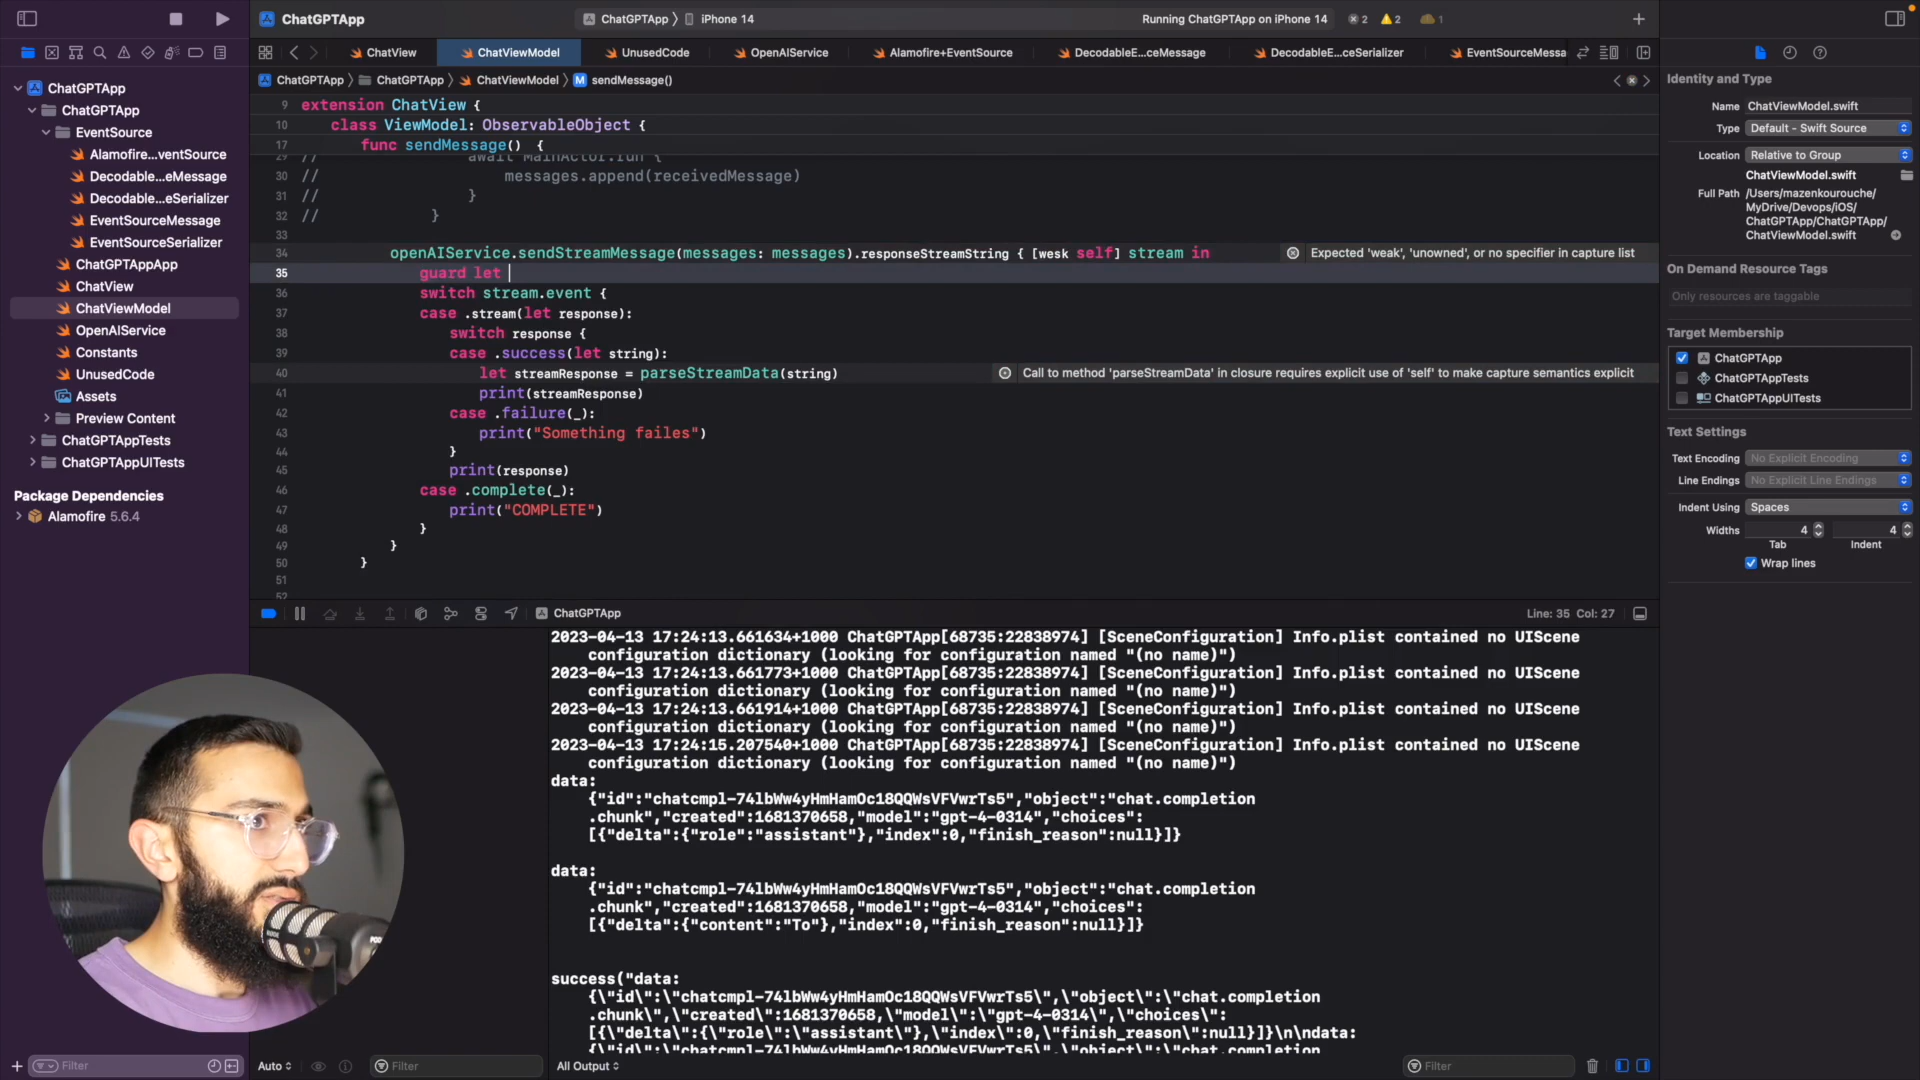 ChatGPTApp
ChatGPTApp
iPhone 14
Running ChatGPTApp on iPhone 14
2
2
1
ChatView
ChatViewModel
UnusedCode
OpenAIService
Alamofire+EventSource
DecodableE...ceMessage
DecodableE...ceSerializer
EventSourceMessa
ChatGPTApp
ChatGPTApp
ChatViewModel
M
sendMessage()
ChatGPTApp
ChatGPTApp
EventSource
Alamofire...ventSource
Decodable...eMessage
Decodable...eSerializer
EventSourceMessage
EventSourceSerializer
ChatGPTAppApp
ChatView
ChatViewModel
OpenAIService
Constants
UnusedCode
Assets
Preview Content
ChatGPTAppTests
ChatGPTAppUITests
Package Dependencies
Alamofire 5.6.4
Filter
9 extension ChatView {
10 class ViewModel: ObservableObject {
17 func sendMessage() {
29 // await MainActor.run {
30 // messages.append(receivedMessage)
31 // }
32 // }
33
34 openAIService.sendStreamMessage(messages: messages).responseStreamString { [wesk self] stream in
Expected 'weak', 'unowned', or no specifier in capture list
35 guard let
36 switch stream.event {
37 case .stream(let response):
38 switch response {
39 case .success(let string):
40 let streamResponse = parseStreamData(string)
Call to method 'parseStreamData' in closure requires explicit use of 'self' to make capture semantics explicit
41 print(streamResponse)
42 case .failure(_):
43 print("Something failes")
44 }
45 print(response)
46 case .complete(_):
47 print("COMPLETE")
48 }
49 }
50 }
51
52
ChatGPTApp
Line: 35 Col: 27
2023-04-13 17:24:13.661634+1000 ChatGPTApp[68735:22838974] [SceneConfiguration] Info.plist contained no UIScene
configuration dictionary (looking for configuration named "(no name)")
2023-04-13 17:24:13.661773+1000 ChatGPTApp[68735:22838974] [SceneConfiguration] Info.plist contained no UIScene
configuration dictionary (looking for configuration named "(no name)")
2023-04-13 17:24:13.661914+1000 ChatGPTApp[68735:22838974] [SceneConfiguration] Info.plist contained no UIScene
configuration dictionary (looking for configuration named "(no name)")
2023-04-13 17:24:15.207540+1000 ChatGPTApp[68735:22838974] [SceneConfiguration] Info.plist contained no UIScene
configuration dictionary (looking for configuration named "(no name)")
data:
{"id":"chatcmpl-74lbWw4yHmHamOc18QQWsVFVwrTs5","object":"chat.completion
.chunk","created":1681370658,"model":"gpt-4-0314","choices":
[{"delta":{"role":"assistant"},"index":0,"finish_reason":null}]}
data:
{"id":"chatcmpl-74lbWw4yHmHamOc18QQWsVFVwrTs5","object":"chat.completion
.chunk","created":1681370658,"model":"gpt-4-0314","choices":
[{"delta":{"content":"To"},"index":0,"finish_reason":null}]}
success("data:
{\"id\":\"chatcmpl-74lbWw4yHmHamOc18QQWsVFVwrTs5\",\"object\":\"chat.completion
.chunk\",\"created\":1681370658,\"model\":\"gpt-4-0314\",\"choices\":
[{\"delta\":{\"role\":\"assistant\"},\"index\":0,\"finish_reason\":null}]}\n\ndata:
{\"id\":\"chatcmpl-74lbWw4yHmHamOc18QQWsVFVwrTs5\",\"object\":\"chat.completion
Auto
Filter
All Output
Filter
Identity and Type
Name ChatViewModel.swift
Type Default - Swift Source
Location Relative to Group
ChatViewModel.swift
Full Path /Users/mazenkourouche/
MyDrive/Devops/iOS/
ChatGPTApp/ChatGPTApp/
ChatViewModel.swift
On Demand Resource Tags
Only resources are taggable
Target Membership
ChatGPTApp
ChatGPTAppTests
ChatGPTAppUITests
Text Settings
Text Encoding No Explicit Encoding
Line Endings No Explicit Line Endings
Indent Using Spaces
Widths 4 4
Tab Indent
Wrap lines